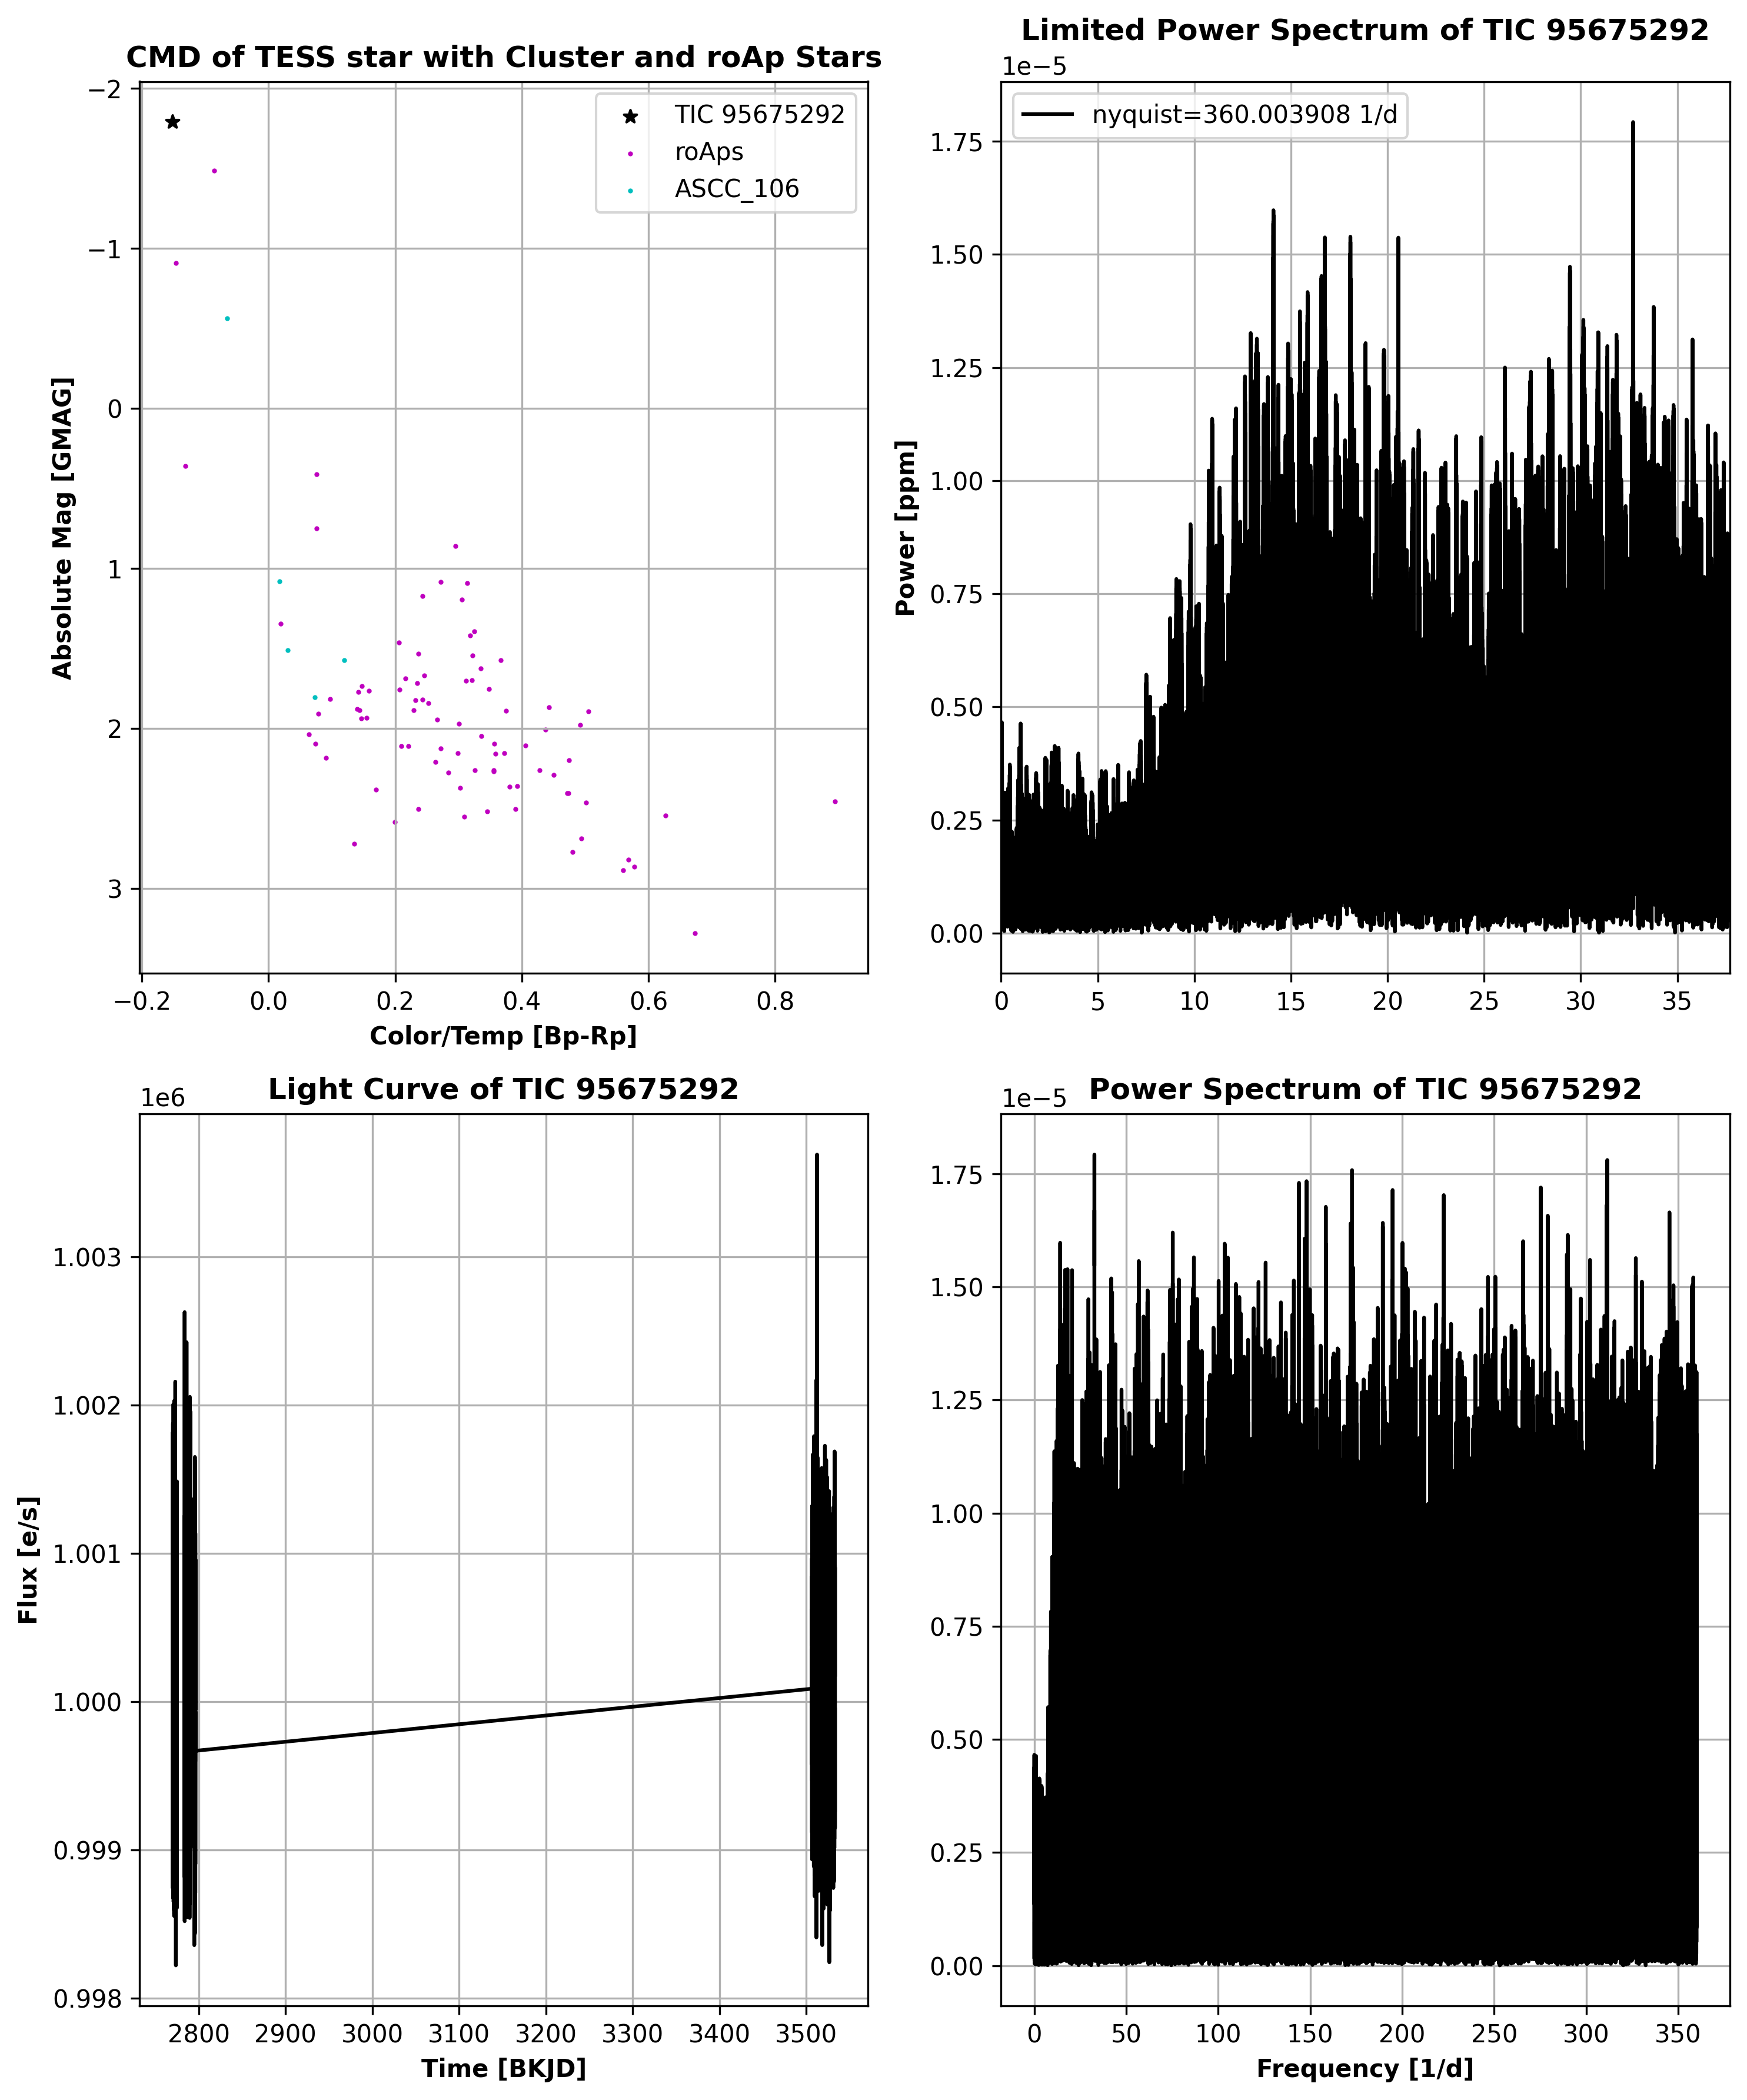 CMD of TESS star with Cluster and roAp Stars
TIC 95675292
roAps
ASCC_106
−2
−1
0
1
2
3
Absolute Mag [GMAG]
−0.2 0.0 0.2 0.4 0.6 0.8
Color/Temp [Bp-Rp]
Limited Power Spectrum of TIC 95675292
1e−5
nyquist=360.003908 1/d
1.75
1.50
1.25
1.00
0.75
0.50
0.25
0.00
Power [ppm]
0 5 10 15 20 25 30 35
Light Curve of TIC 95675292
1e6
1.003
1.002
1.001
1.000
0.999
0.998
Flux [e/s]
2800 2900 3000 3100 3200 3300 3400 3500
Time [BKJD]
Power Spectrum of TIC 95675292
1e−5
1.75
1.50
1.25
1.00
0.75
0.50
0.25
0.00
0 50 100 150 200 250 300 350
Frequency [1/d]